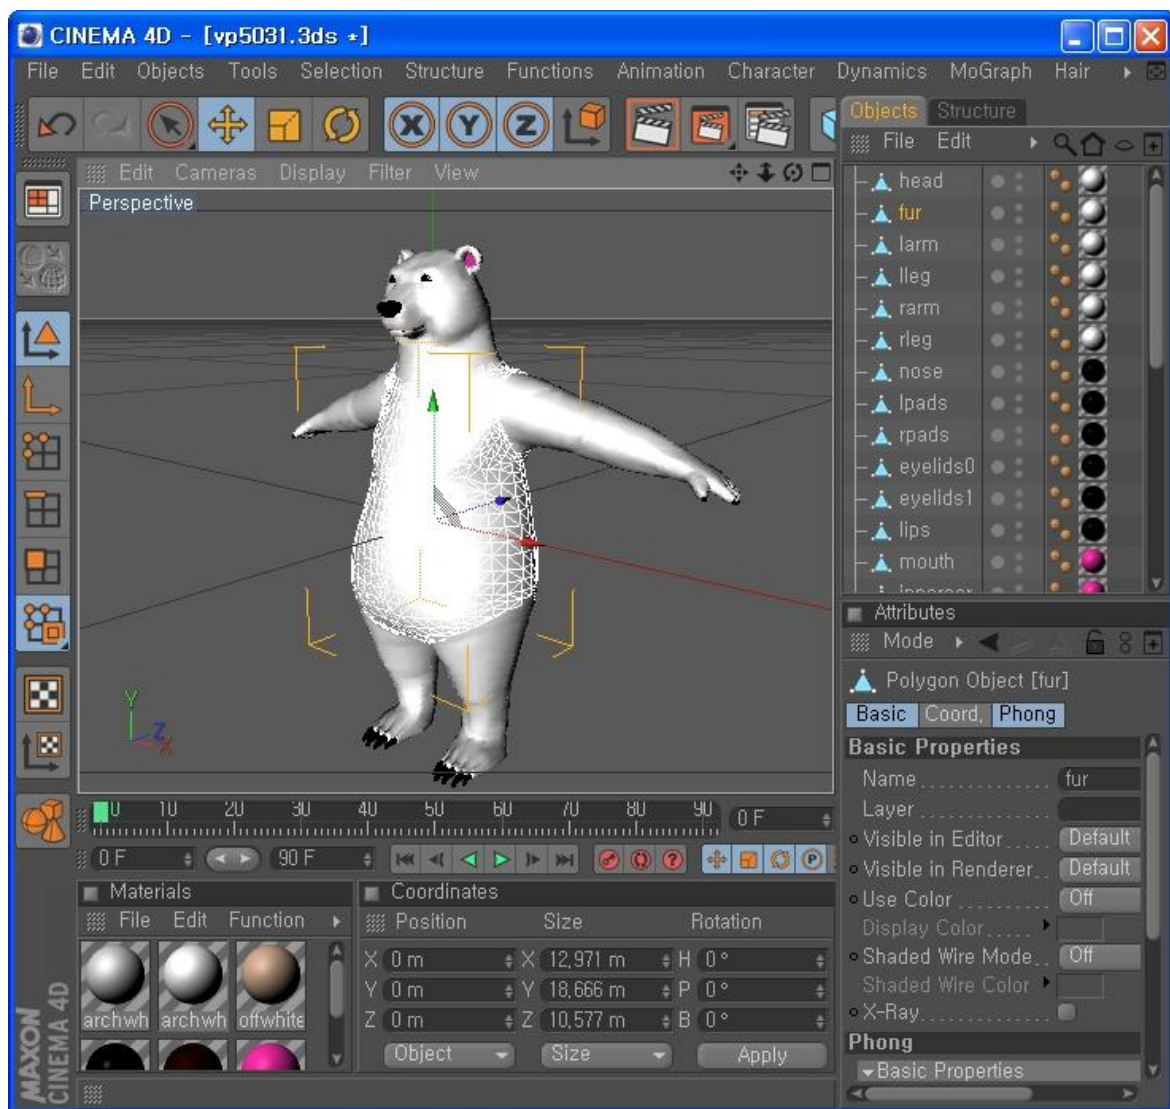 CINEMA 4D - [vp5031.3ds *]
File Edit Objects Tools Selection Structure Functions Animation Character Dynamics MoGraph Hair
X Y Z
Objects Structure
File Edit
Edit Cameras Display Filter View
Perspective
head
fur
larm
lleg
rarm
rleg
nose
lpads
rpads
eyelids0
eyelids1
lips
mouth
Attributes
Mode
Polygon Object [fur]
Basic Coord. Phong
Basic Properties
Name fur
Layer
Visible in Editor Default
Visible in Renderer Default
Use Color Off
Display Color
Shaded Wire Mode Off
Shaded Wire Color
X-Ray
Phong
Basic Properties
Y
Z
X
0 10 20 30 40 50 60 70 80 90 0 F
0 F 90 F ? P
Materials
File Edit Function
archwh archwh offwhite
Coordinates
Position Size Rotation
X 0 m X 12,971 m H 0 °
Y 0 m Y 18,666 m P 0 °
Z 0 m Z 10,577 m B 0 °
Object Size Apply
MAXON
CINEMA 4D